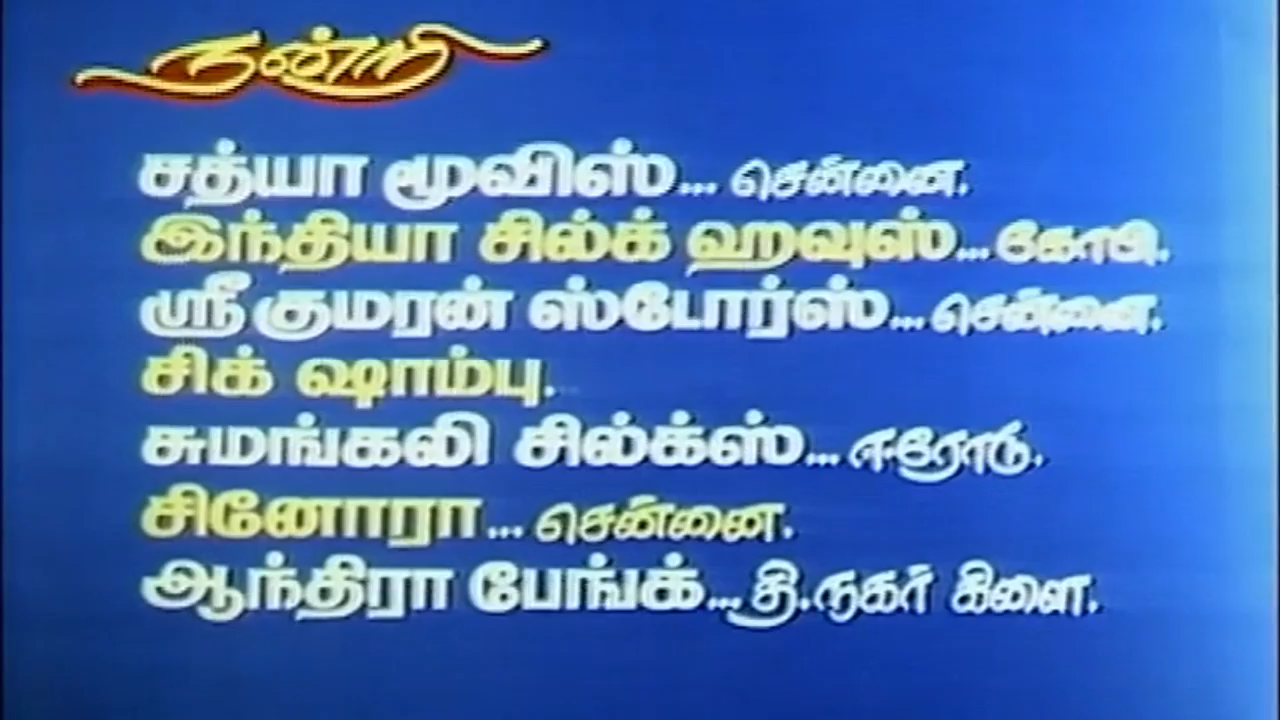 நன்றி
சத்யா மூவிஸ்... சென்னை.
இந்தியா சில்க் ஹவுஸ்... கோபி.
ஸ்ரீ குமரன் ஸ்டோர்ஸ்... சென்னை.
சிக் ஷாம்பு.
சுமங்கலி சில்க்ஸ்... ஈரோடு.
சினோரா... சென்னை.
ஆந்திரா பேங்க்... தி.நகர் கிளை.